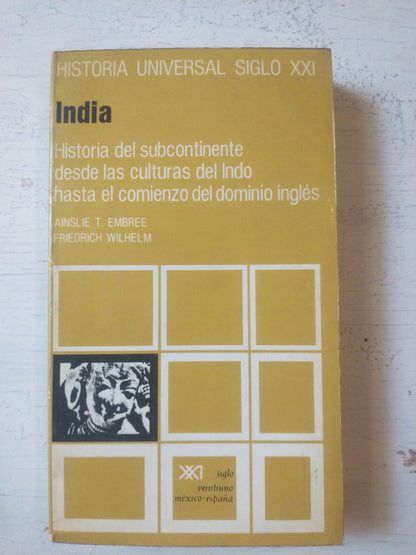 HISTORIA UNIVERSAL SIGLO XXI
India
Historia del subcontinente
desde las culturas del Indo
hasta el comienzo del dominio inglés
AINSLIE T. EMBREE
FRIEDRICH WILHELM
XXI siglo
veintiuno
méxico-españa